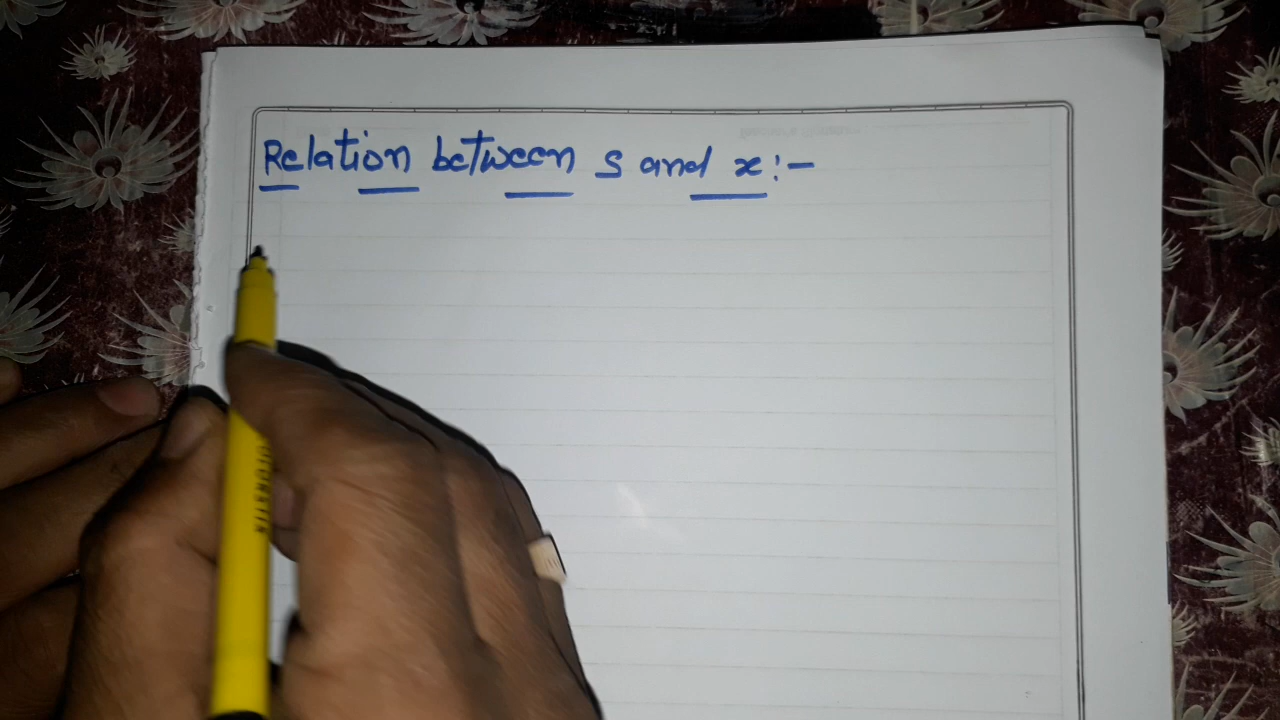 Relation between s and x:-